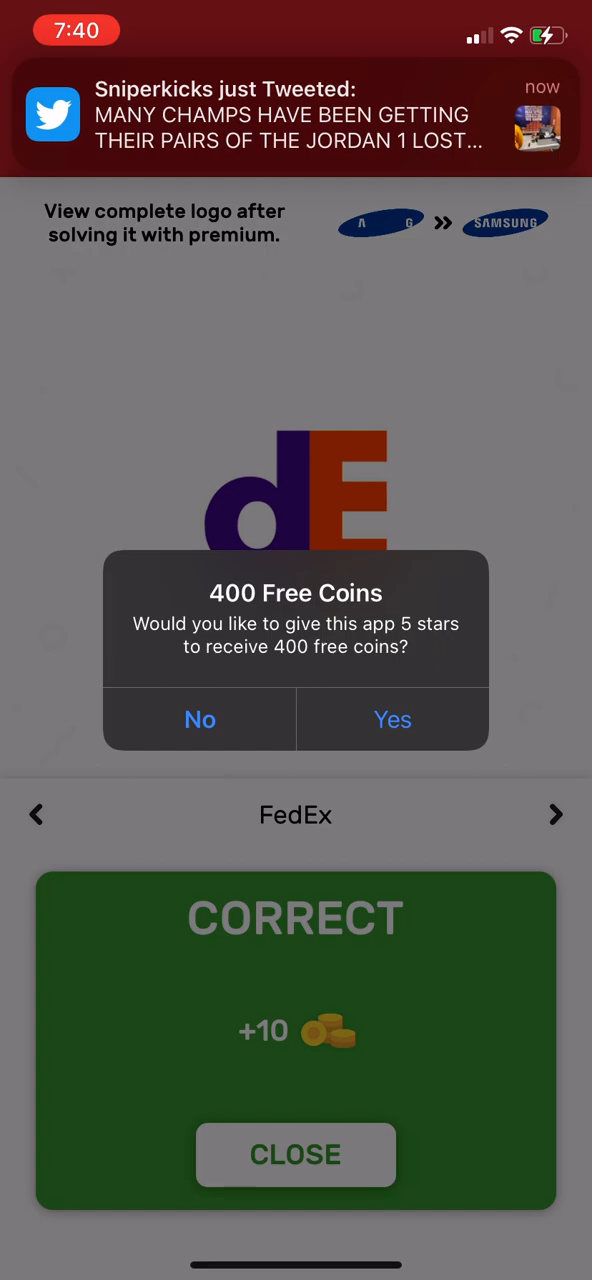 7:40
Sniperkicks just Tweeted:
now
MANY CHAMPS HAVE BEEN GETTING
THEIR PAIRS OF THE JORDAN 1 LOST...
View complete logo after
solving it with premium.
A G » SAMSUNG
dE
400 Free Coins
Would you like to give this app 5 stars
to receive 400 free coins?
No
Yes
FedEx
CORRECT
+10
CLOSE